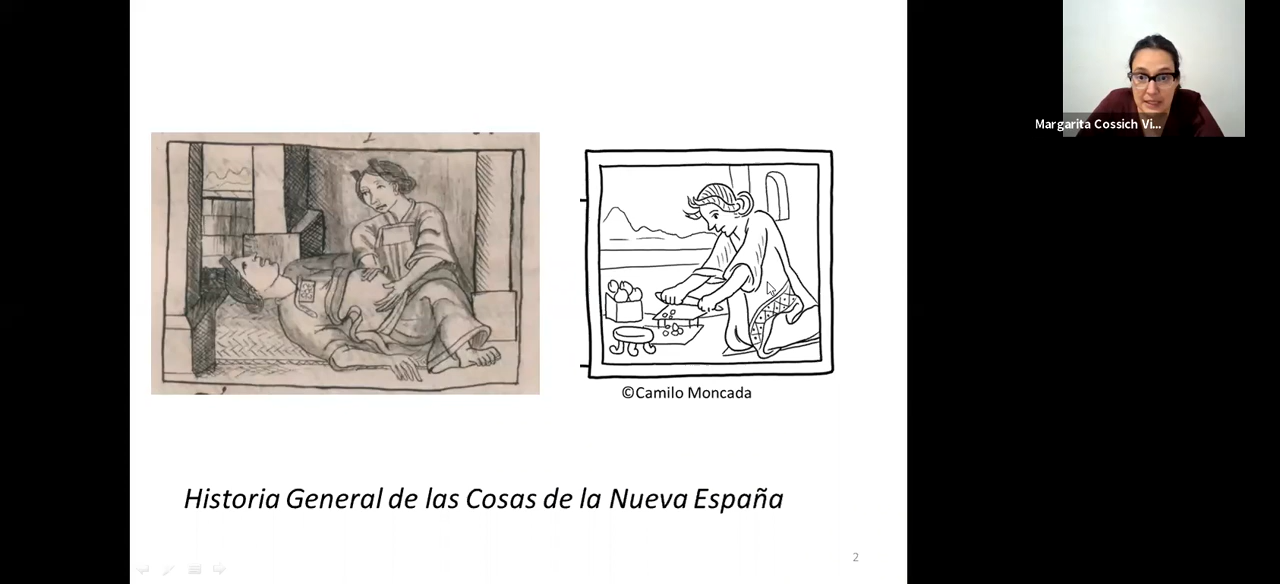 Margarita Cossich Vi...
©Camilo Moncada
Historia General de las Cosas de la Nueva España
2